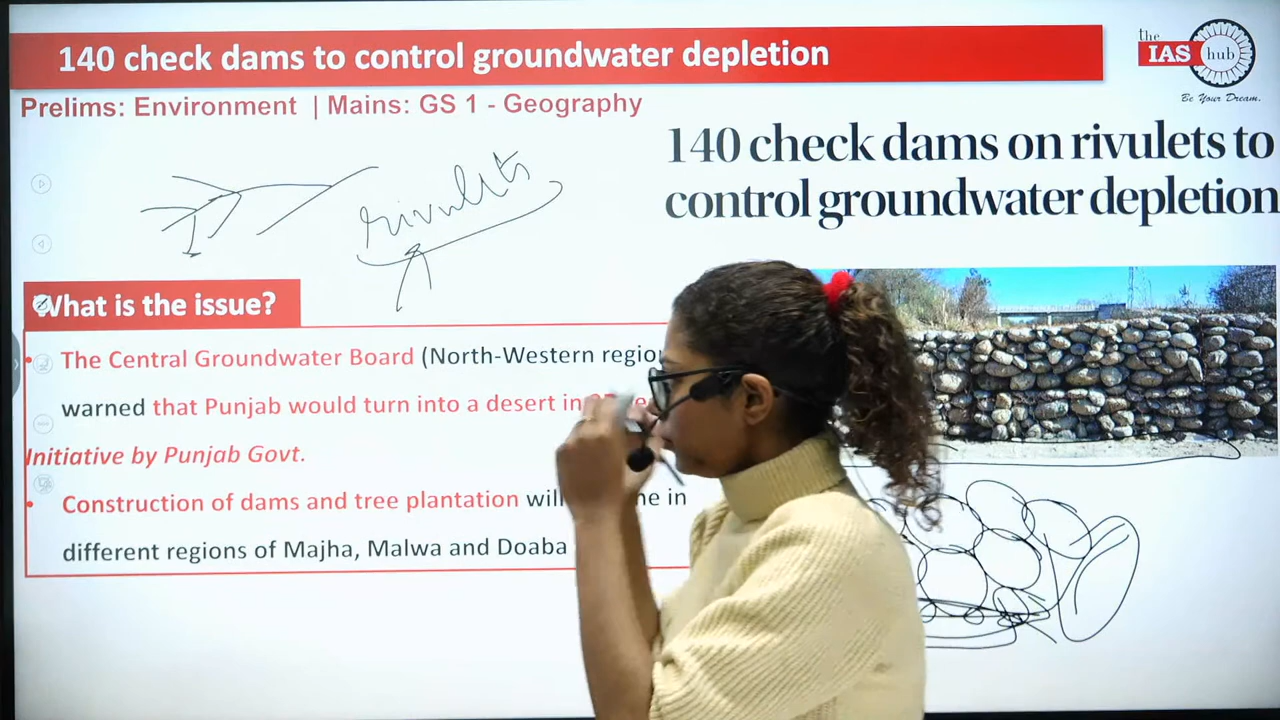 140 check dams to control groundwater depletion
the
IAS hub
Be Your Dream.
Prelims: Environment | Mains: GS 1 - Geography
140 check dams on rivulets to
control groundwater depletion
rivulets
What is the issue?
• The Central Groundwater Board (North-Western regio
warned that Punjab would turn into a desert in
Initiative by Punjab Govt.
• Construction of dams and tree plantation will in
different regions of Majha, Malwa and Doaba